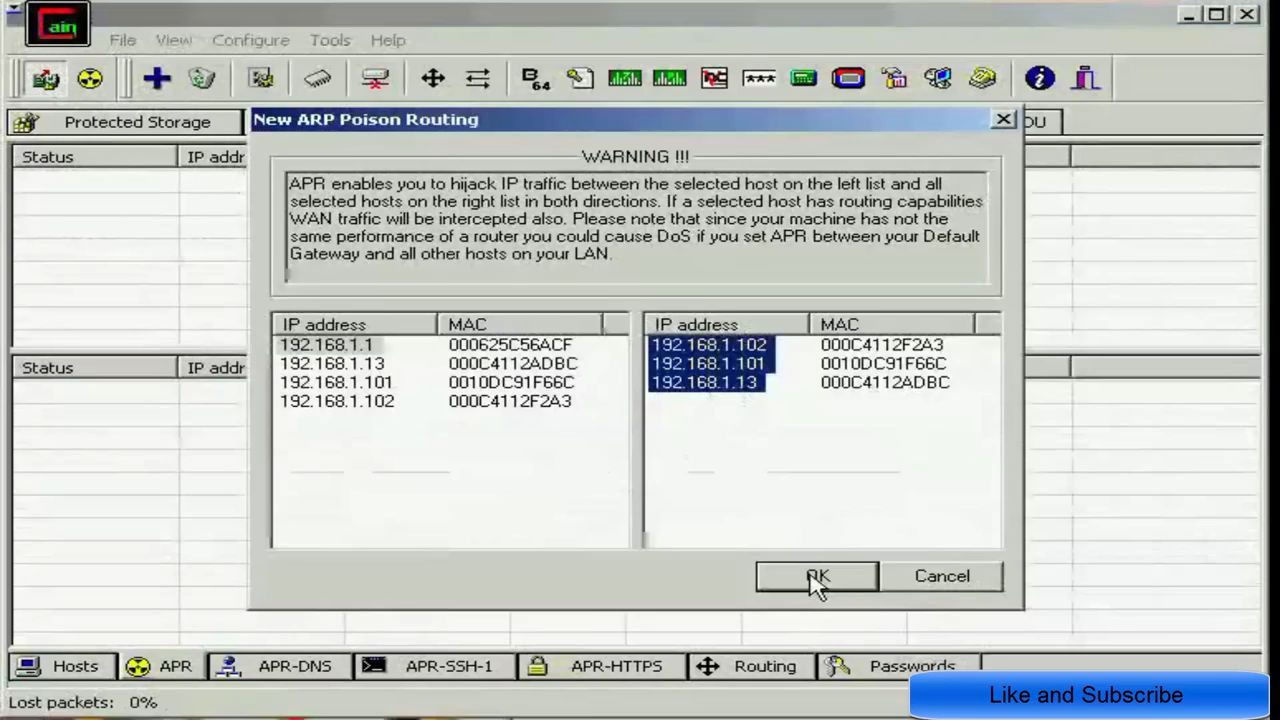 Cain
File View Configure Tools Help
B
64
***
Protected Storage
New ARP Poison Routing
DU
Status
IP addr
WARNING !!!
APR enables you to hijack IP traffic between the selected host on the left list and all
selected hosts on the right list in both directions. If a selected host has routing capabilities
WAN traffic will be intercepted also. Please note that since your machine has not the
same performance of a router you could cause DoS if you set APR between your Default
Gateway and all other hosts on your LAN.
IP address MAC
192.168.1.1 000625C56ACF
192.168.1.13 000C4112ADBC
192.168.1.101 0010DC91F66C
192.168.1.102 000C4112F2A3
IP address MAC
192.168.1.102 000C4112F2A3
192.168.1.101 0010DC91F66C
192.168.1.13 000C4112ADBC
Status
IP addr
OK Cancel
Hosts APR APR-DNS APR-SSH-1 APR-HTTPS Routing Passwords
Lost packets: 0%
Like and Subscribe